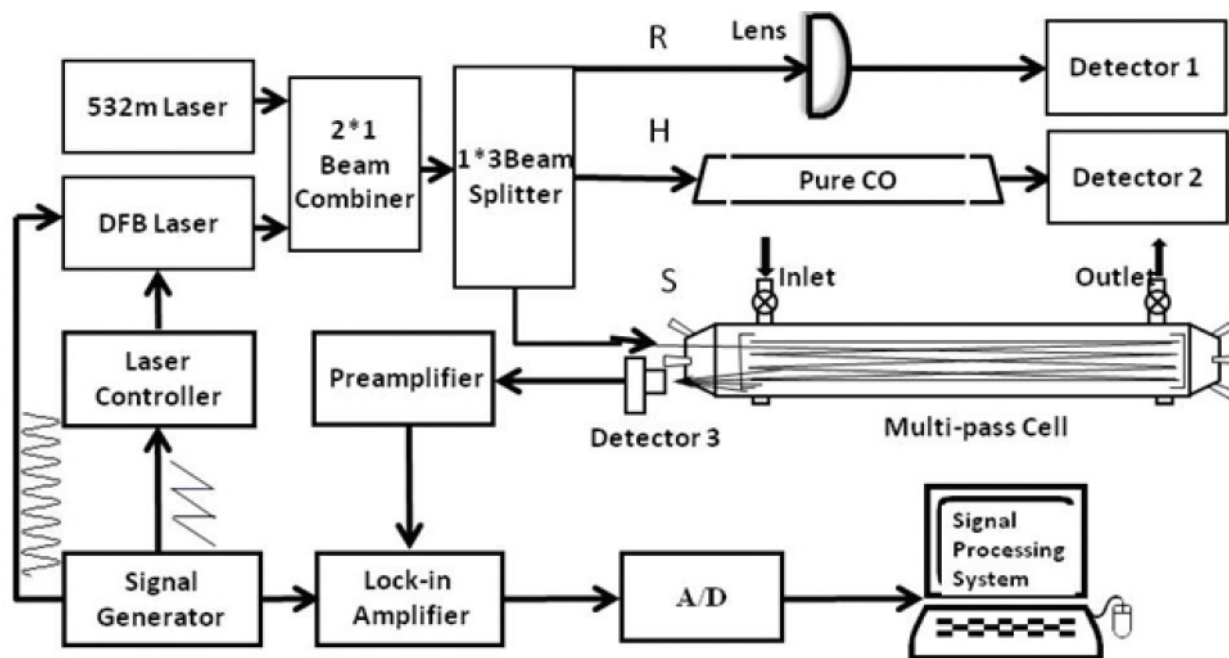 R
Lens
Detector 1
532m Laser
2*1
Beam
Combiner
1*3Beam
Splitter
H
Pure CO
Detector 2
DFB Laser
S
Inlet
Outlet
Laser
Controller
Preamplifier
Detector 3
Multi-pass Cell
Signal
Generator
Lock-in
Amplifier
A/D
Signal
Processing
System